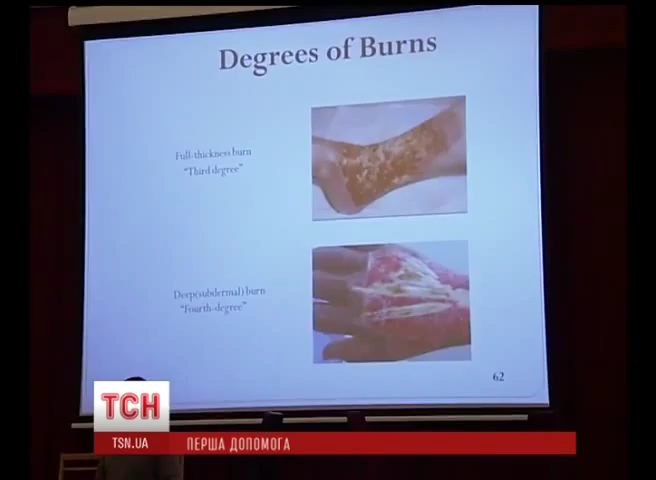 Degrees of Burns
Full-thickness burn
"Third degree"
Deep(subdermal) burn
"Fourth-degree"
62
ТСН
TSN.UA
ПЕРША ДОПОМОГА